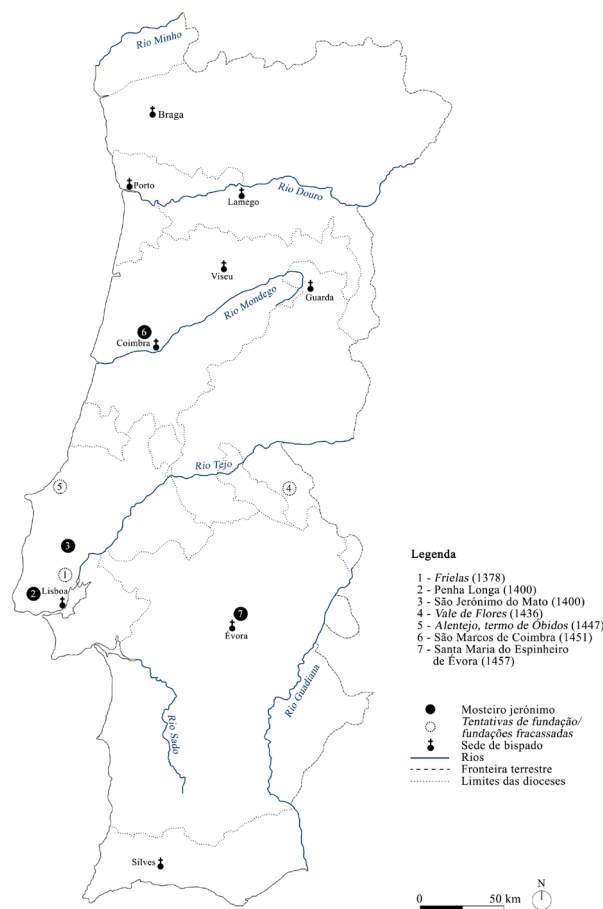 Rio Minho
Braga
Porto
Rio Douro
Lamego
Viseu
Guarda
Rio Mondego
6
Coimbra
Rio Tejo
5
4
3
1
2
Lisboa
7
Évora
Rio Guadiana
Rio Sado
Silves
Legenda
1 - Frielas (1378)
2 - Penha Longa (1400)
3 - São Jerónimo do Mato (1400)
4 - Vale de Flores (1436)
5 - Alentejo, termo de Óbidos (1447)
6 - São Marcos de Coimbra (1451)
7 - Santa Maria do Espinheiro
de Évora (1457)
Mosteiro jerónimo
Tentativas de fundação/
fundações fracassadas
Sede de bispado
Rios
Fronteira terrestre
Limites das dioceses
0 50 km
N